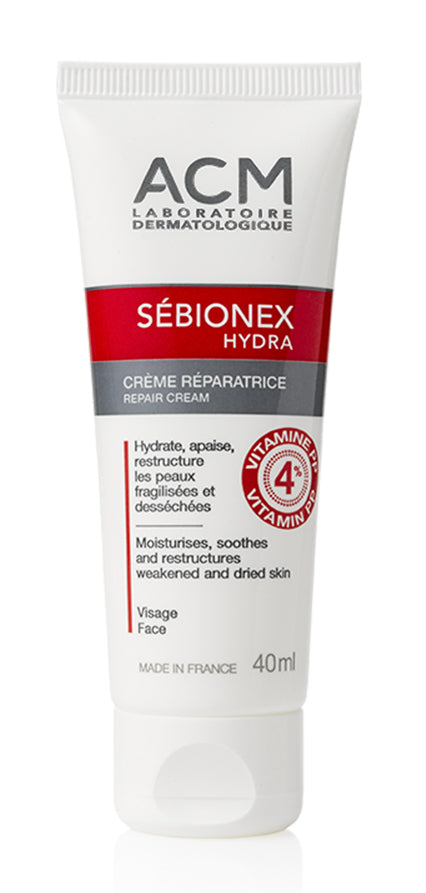 ACM
LABORATOIRE
DERMATOLOGIQUE
SÉBIONEX
HYDRA
CRÈME RÉPARATRICE
REPAIR CREAM
Hydrate, apaise,
restructure
les peaux
fragilisées et
desséchées
VITAMINE PP
4%
VITAMIN PP
Moisturises, soothes
and restructures
weakened and dried skin
Visage
Face
MADE IN FRANCE 40ml